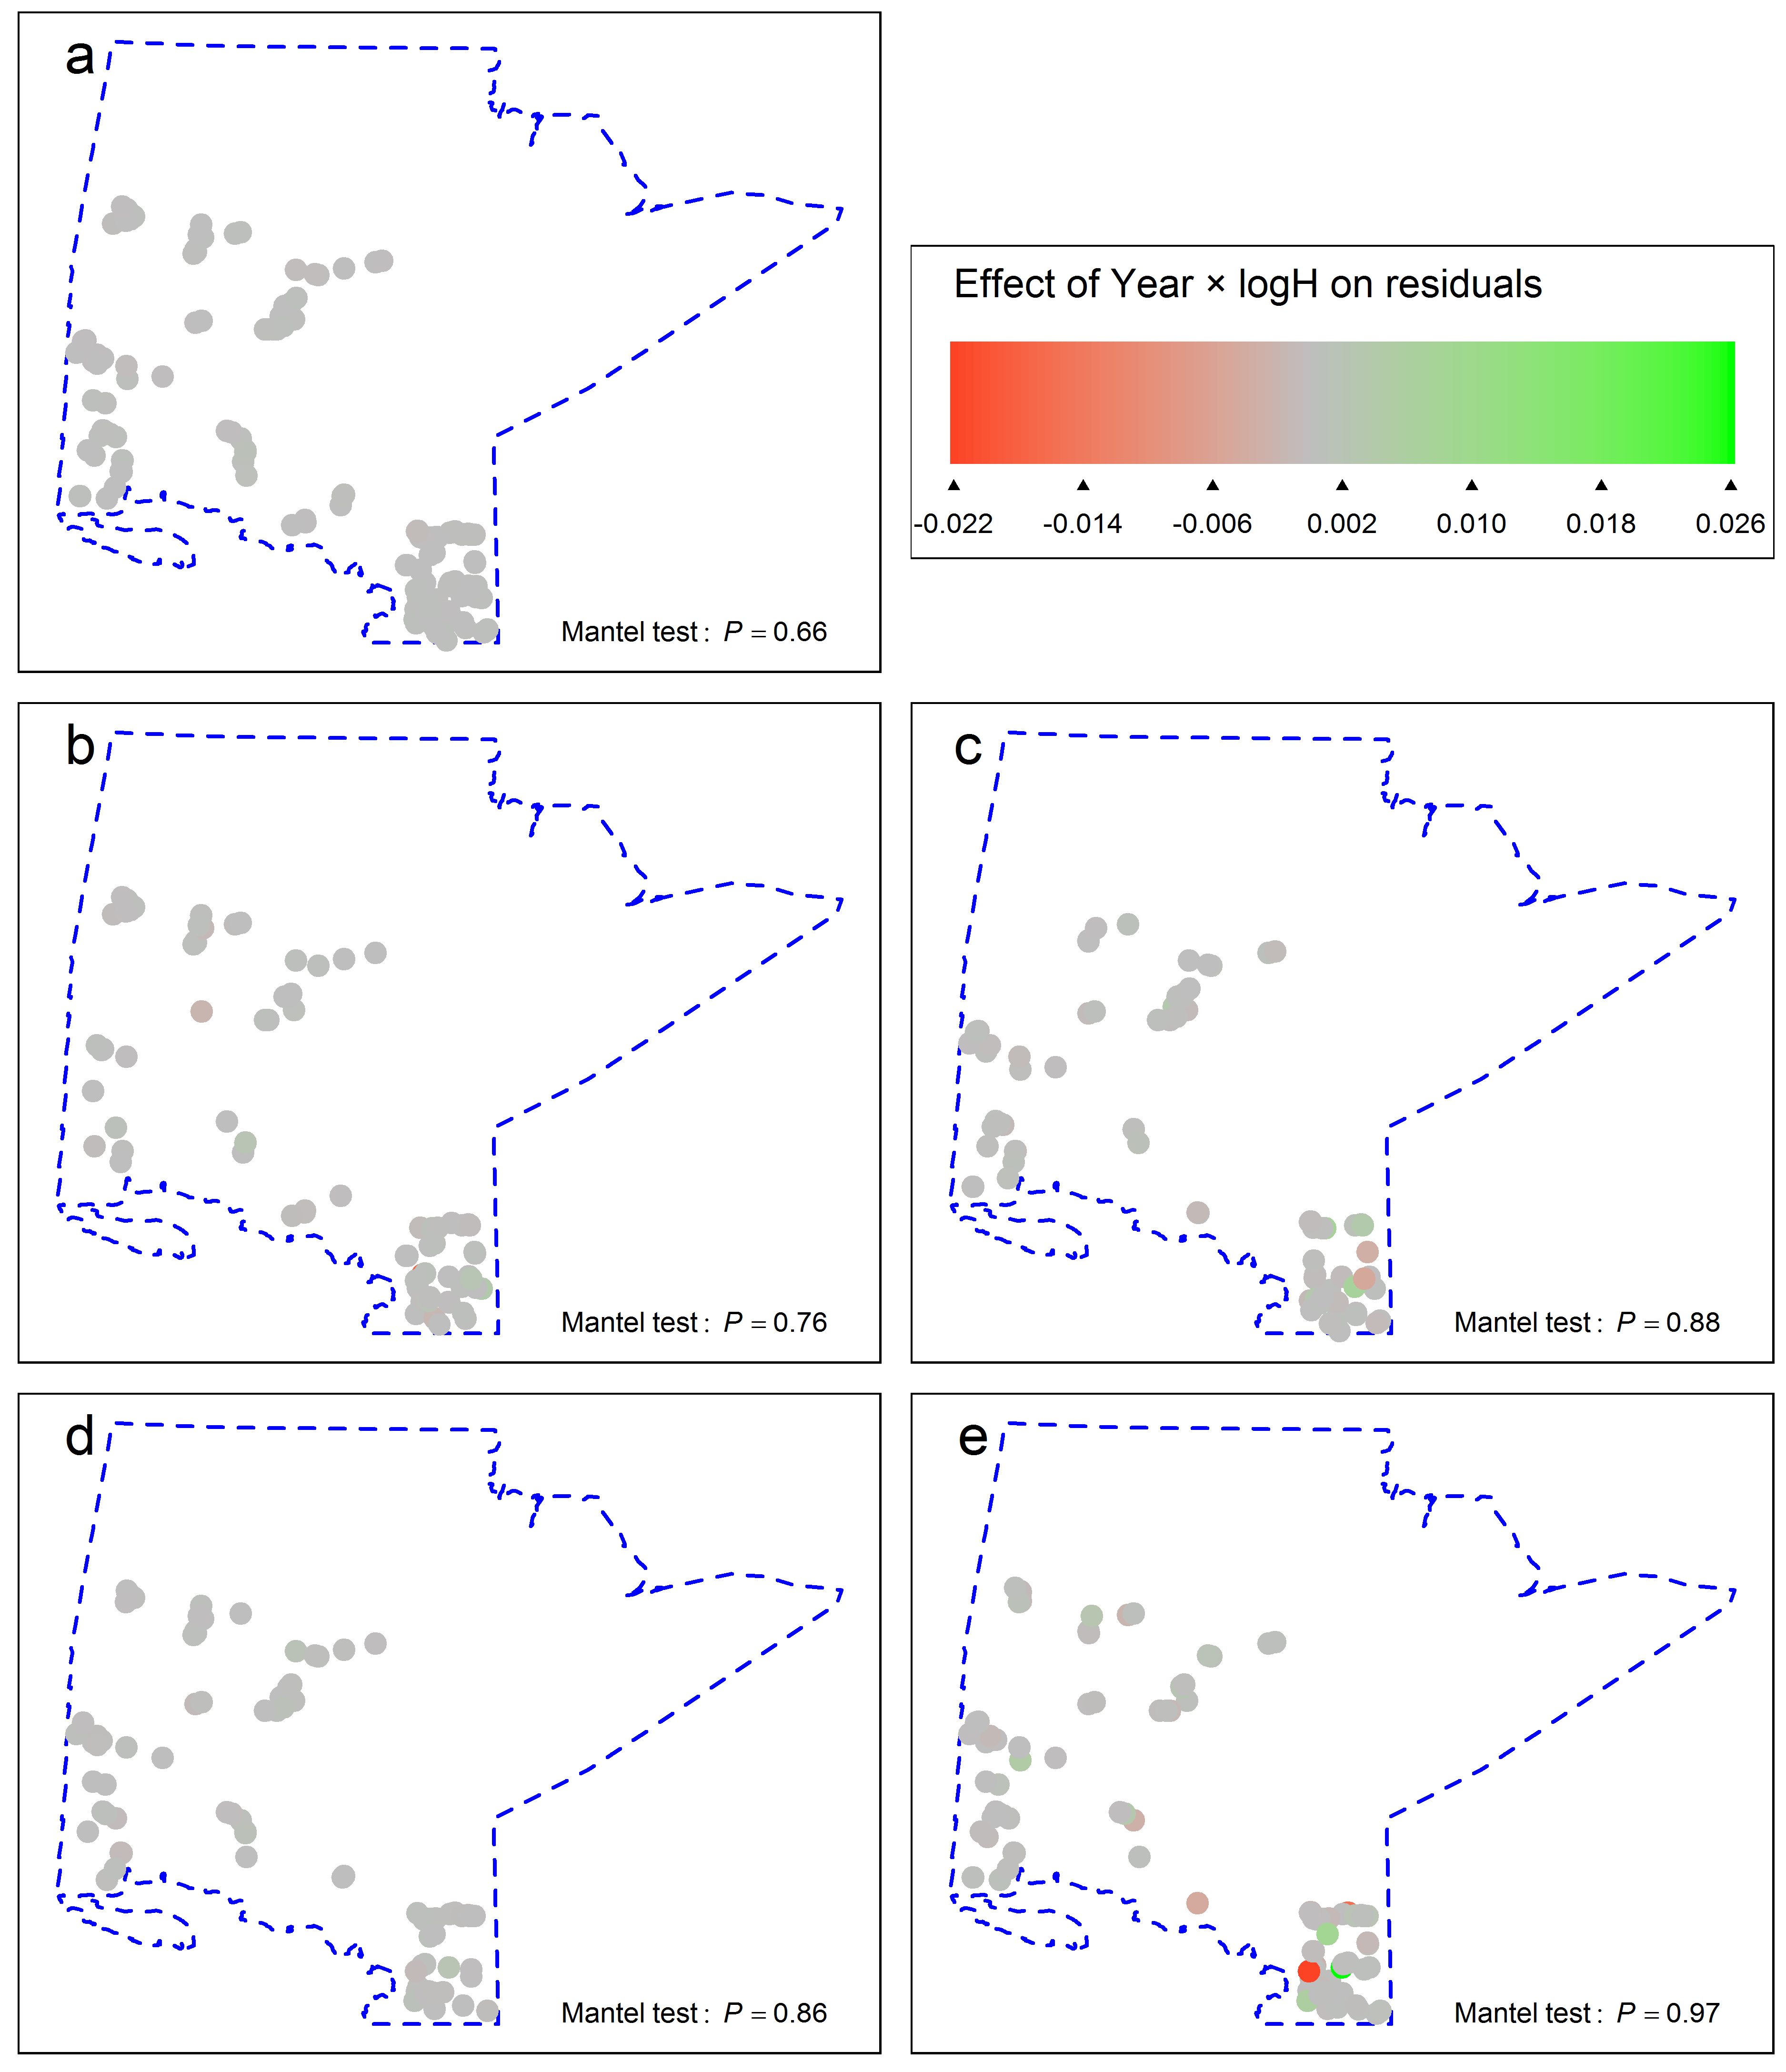 a
Mantel test : P = 0.66
Effect of Year × logH on residuals
-0.022 -0.014 -0.006 0.002 0.010 0.018 0.026
b
Mantel test : P = 0.76
c
Mantel test : P = 0.88
d
Mantel test : P = 0.86
e
Mantel test : P = 0.97